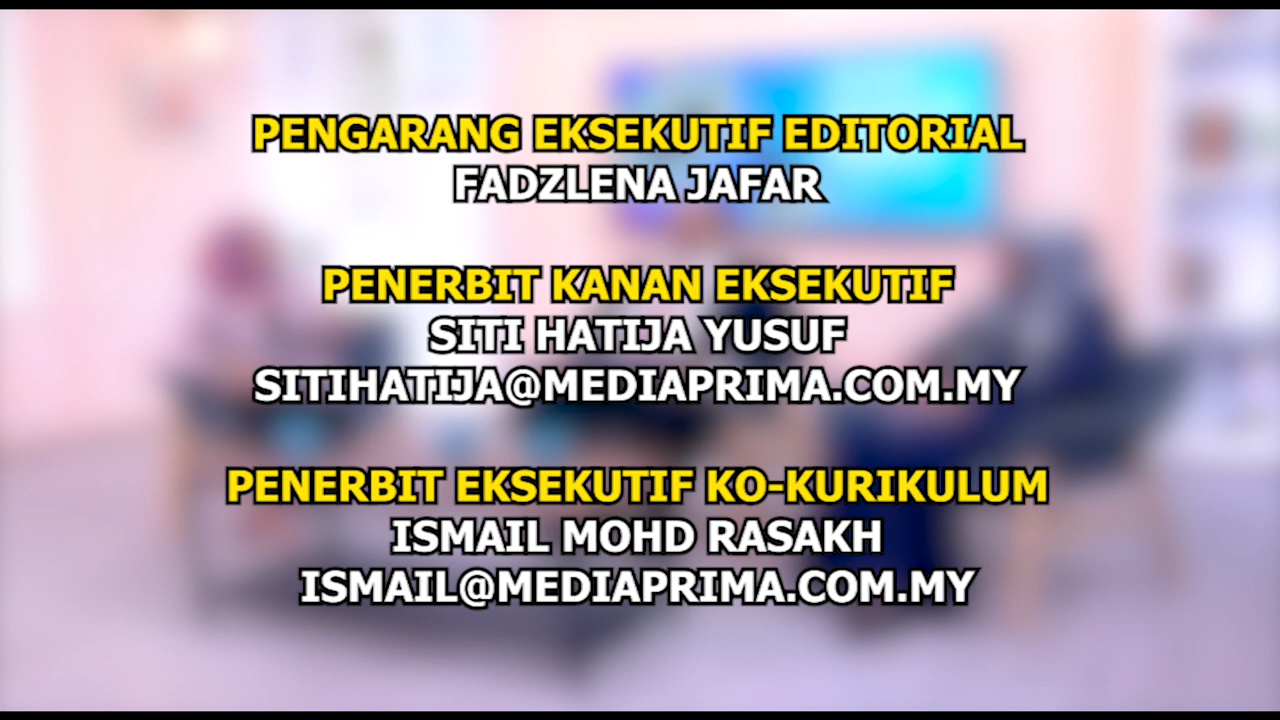 PENGARANG EKSEKUTIF EDITORIAL
FADZLENA JAFAR
PENERBIT KANAN EKSEKUTIF
SITI HATIJA YUSUF
SITIHATIJA@MEDIAPRIMA.COM.MY
PENERBIT EKSEKUTIF KO-KURIKULUM
ISMAIL MOHD RASAKH
ISMAIL@MEDIAPRIMA.COM.MY